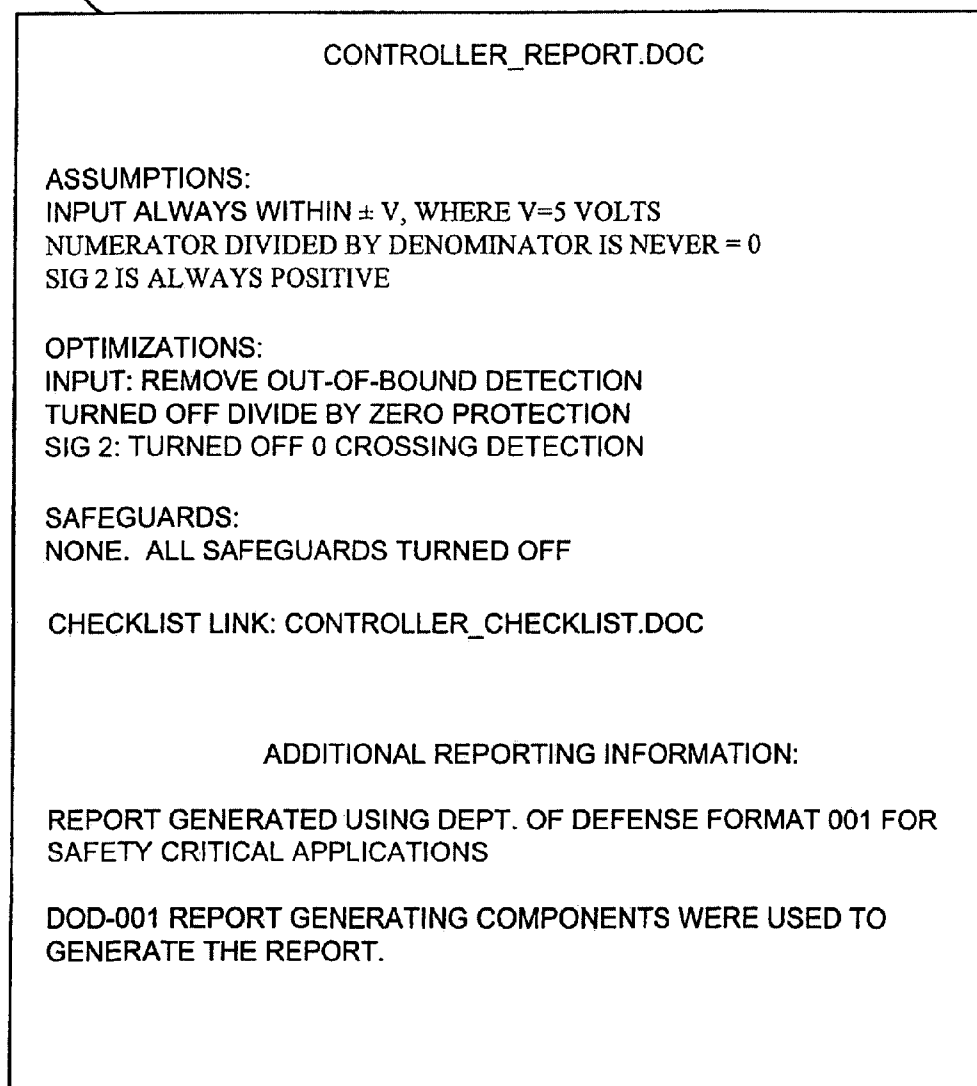 CONTROLLER_REPORT.DOC
ASSUMPTIONS:
INPUT ALWAYS WITHIN ± V, WHERE V=5 VOLTS
NUMERATOR DIVIDED BY DENOMINATOR IS NEVER = 0
SIG 2 IS ALWAYS POSITIVE
OPTIMIZATIONS:
INPUT: REMOVE OUT-OF-BOUND DETECTION
TURNED OFF DIVIDE BY ZERO PROTECTION
SIG 2: TURNED OFF 0 CROSSING DETECTION
SAFEGUARDS:
NONE. ALL SAFEGUARDS TURNED OFF
CHECKLIST LINK: CONTROLLER_CHECKLIST.DOC
ADDITIONAL REPORTING INFORMATION:
REPORT GENERATED USING DEPT. OF DEFENSE FORMAT 001 FOR
SAFETY CRITICAL APPLICATIONS
DOD-001 REPORT GENERATING COMPONENTS WERE USED TO
GENERATE THE REPORT.